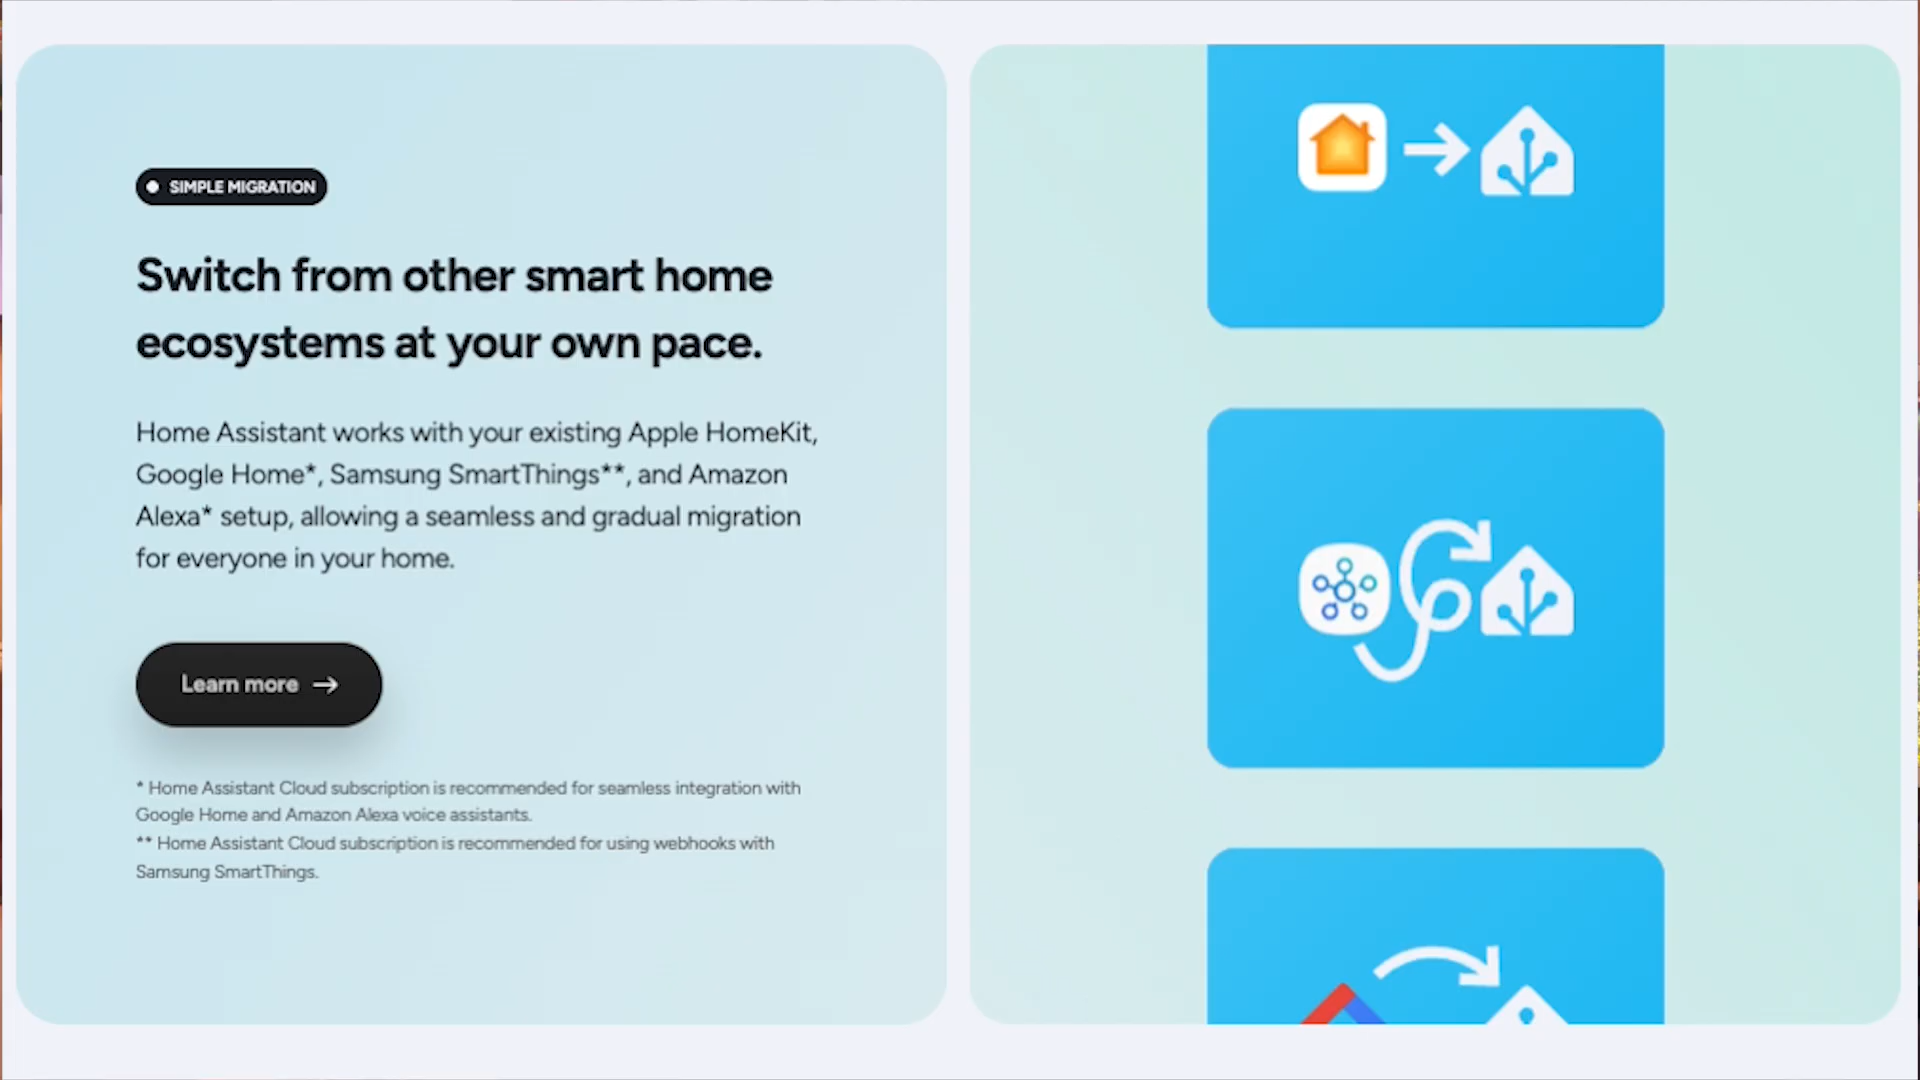 SIMPLE MIGRATION
Switch from other smart home
ecosystems at your own pace.
Home Assistant works with your existing Apple HomeKit,
Google Home*, Samsung SmartThings**, and Amazon
Alexa* setup, allowing a seamless and gradual migration
for everyone in your home.
Learn more →
* Home Assistant Cloud subscription is recommended for seamless integration with
Google Home and Amazon Alexa voice assistants.
** Home Assistant Cloud subscription is recommended for using webhooks with
Samsung SmartThings.